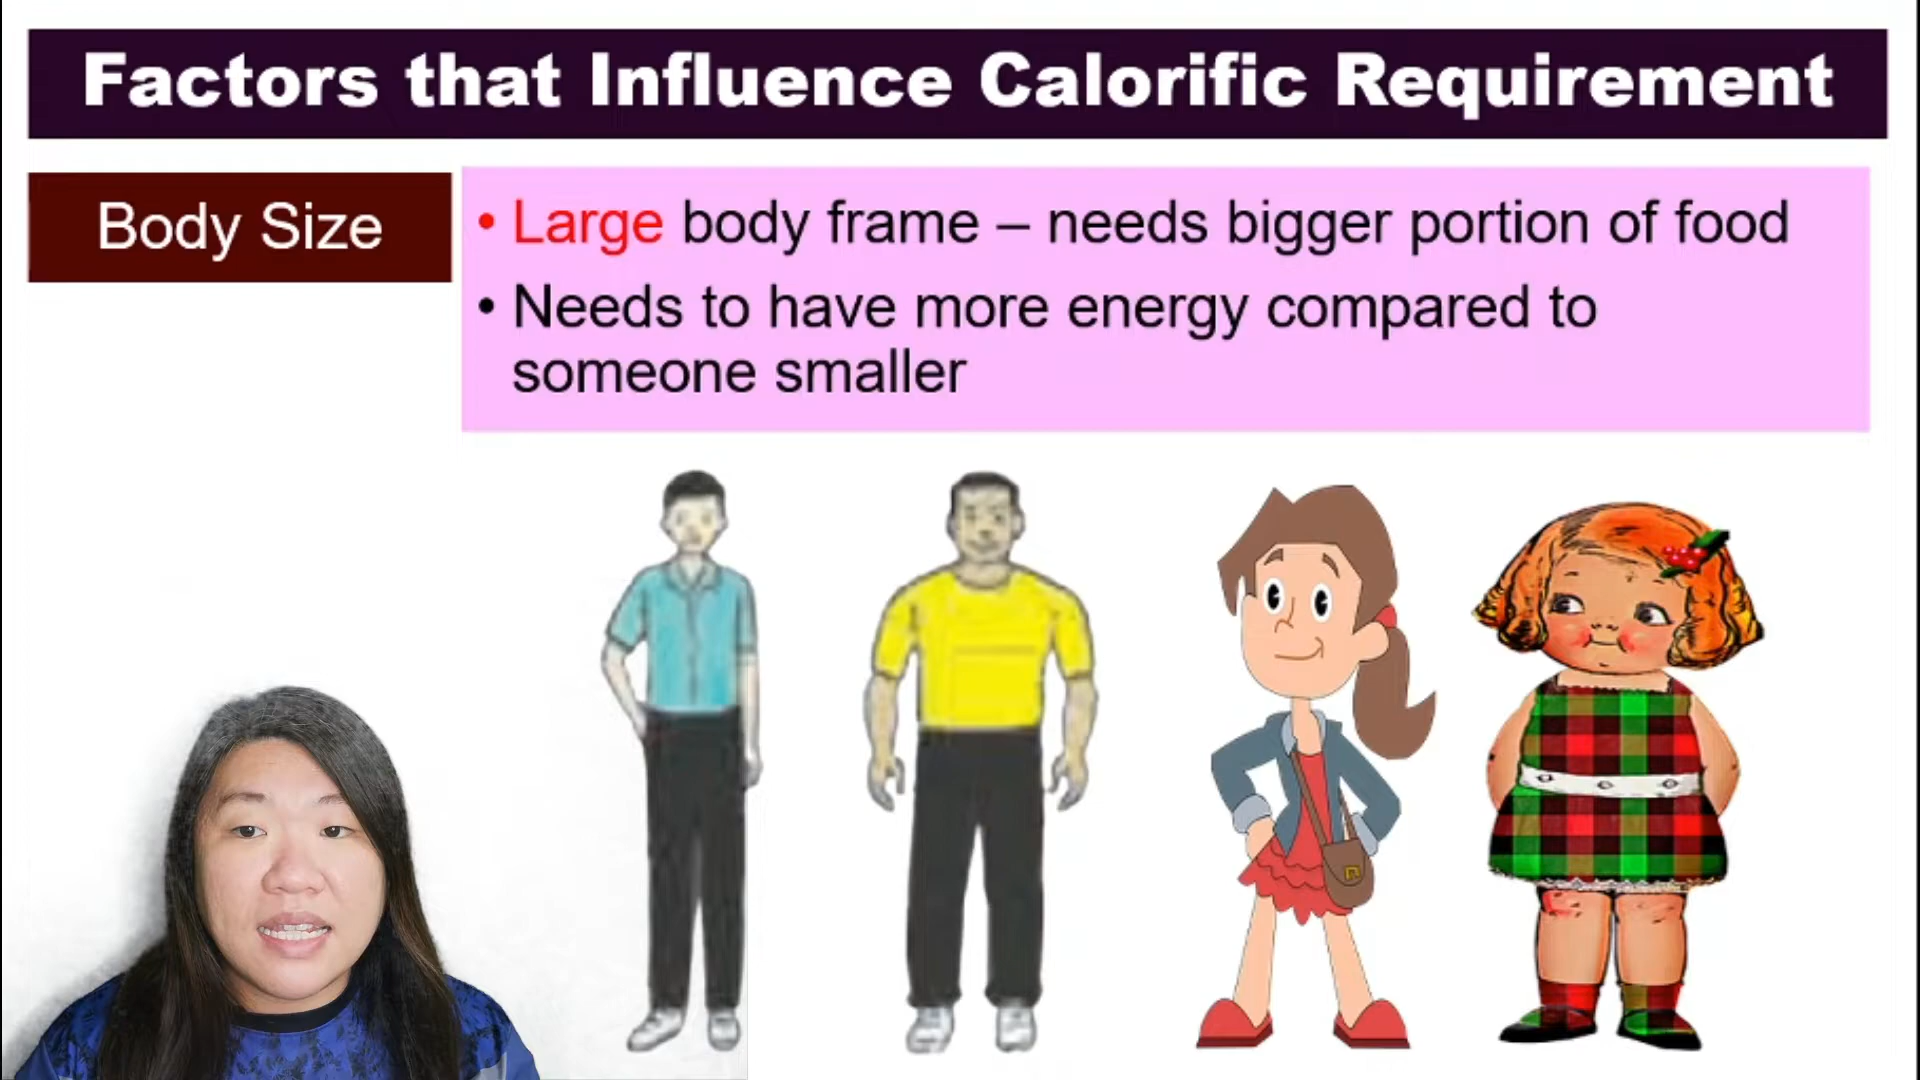 Factors that Influence Calorific Requirement
Body Size
• Large body frame – needs bigger portion of food
• Needs to have more energy compared to
someone smaller